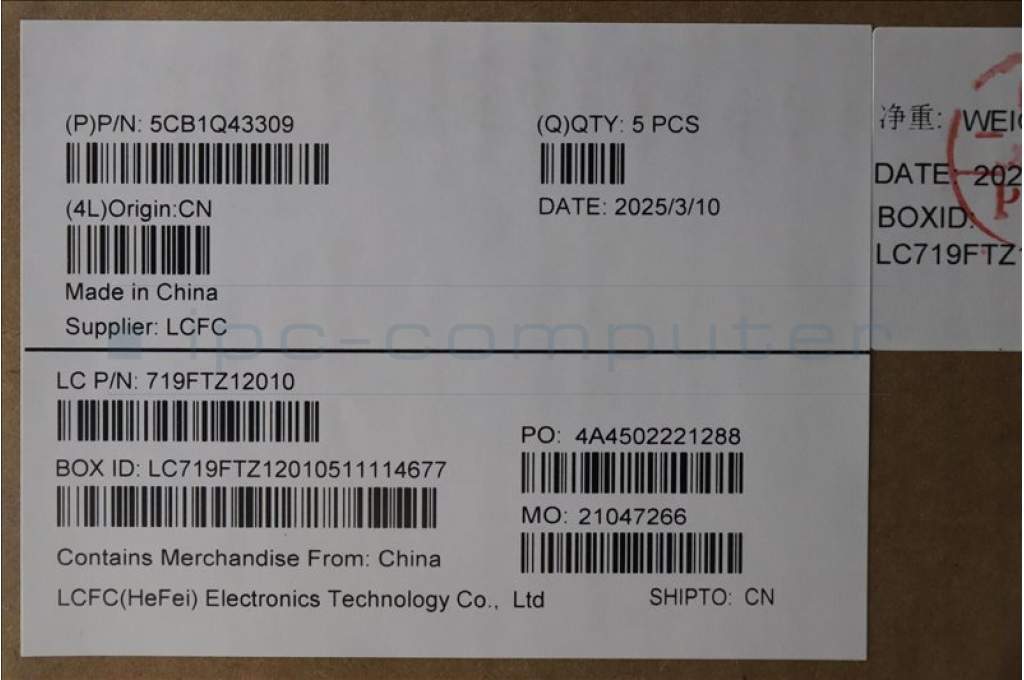 (P)P/N: 5CB1Q43309
(Q)QTY: 5 PCS
(4L)Origin:CN
DATE: 2025/3/10
Made in China
Supplier: LCFC
ipc-computer
LC P/N: 719FTZ12010
PO: 4A4502221288
BOX ID: LC719FTZ12010511114677
MO: 21047266
Contains Merchandise From: China
LCFC(HeFei) Electronics Technology Co., Ltd
SHIPTO: CN
净重:
DATE: 202
BOXID:
LC719FTZ1